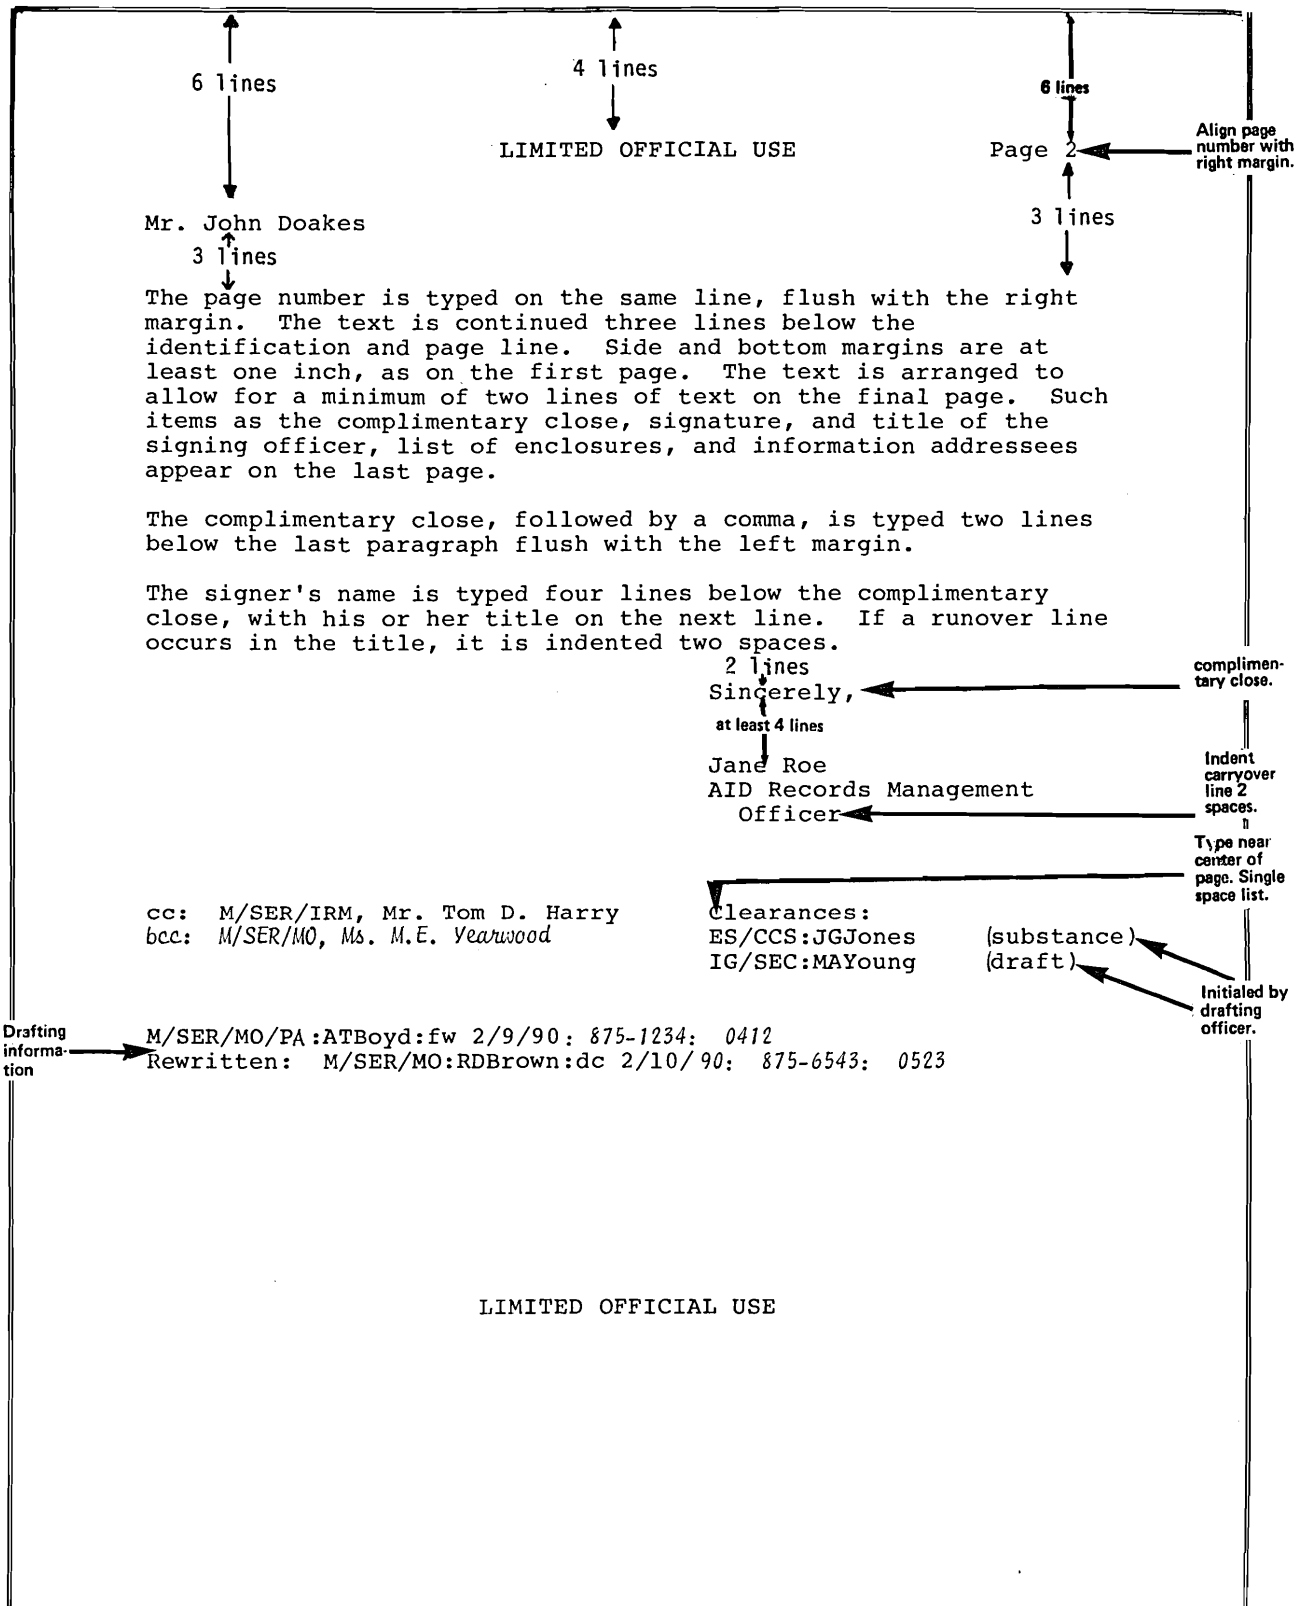 6 lines
4 lines
6 lines
LIMITED OFFICIAL USE
Page 2
Align page
number with
right margin.
Mr. John Doakes
3 lines
3 lines
The page number is typed on the same line, flush with the right
margin.  The text is continued three lines below the
identification and page line.  Side and bottom margins are at
least one inch, as on the first page.  The text is arranged to
allow for a minimum of two lines of text on the final page.  Such
items as the complimentary close, signature, and title of the
signing officer, list of enclosures, and information addressees
appear on the last page.
The complimentary close, followed by a comma, is typed two lines
below the last paragraph flush with the left margin.
The signer's name is typed four lines below the complimentary
close, with his or her title on the next line.  If a runover line
occurs in the title, it is indented two spaces.
2 lines
Sincerely,
complimen-
tary close.
at least 4 lines
Jane Roe
AID Records Management
Officer
Indent
carryover
line 2
spaces.
Type near
center of
page. Single
space list.
cc: M/SER/IRM, Mr. Tom D. Harry
bcc: M/SER/MO, Ms. M.E. Yearwood
Clearances:
ES/CCS:JGJones (substance)
IG/SEC:MAYoung (draft)
Initialed by
drafting
officer.
Drafting
informa-
tion
M/SER/MO/PA:ATBoyd:fw 2/9/90: 875-1234: 0412
Rewritten: M/SER/MO:RDBrown:dc 2/10/90: 875-6543: 0523
LIMITED OFFICIAL USE